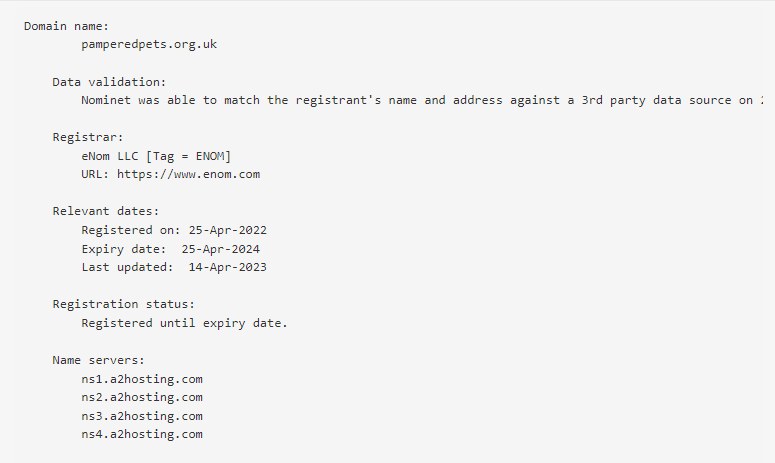 Domain name:
pamperedpets.org.uk
Data validation:
Nominet was able to match the registrant's name and address against a 3rd party data source on
Registrar:
eNom LLC [Tag = ENOM]
URL: https://www.enom.com
Relevant dates:
Registered on: 25-Apr-2022
Expiry date: 25-Apr-2024
Last updated: 14-Apr-2023
Registration status:
Registered until expiry date.
Name servers:
ns1.a2hosting.com
ns2.a2hosting.com
ns3.a2hosting.com
ns4.a2hosting.com